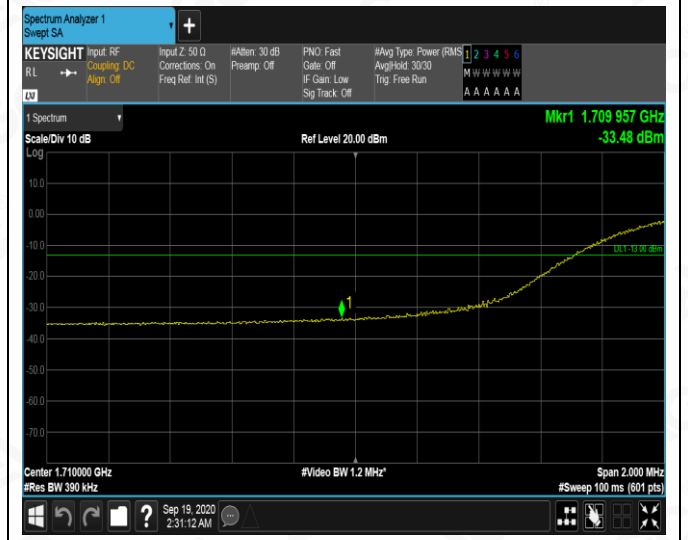 Spectrum Analyzer 1
Swept SA
+
KEYSIGHT
RL
LXI
Input: RF
Coupling: DC
Align: Off
Input Z: 50 Ω
Corrections: On
Freq Ref: Int (S)
#Atten: 30 dB
Preamp: Off
PNO: Fast
Gate: Off
IF Gain: Low
Sig Track: Off
#Avg Type: Power (RMS
Avg|Hold: 30/30
Trig: Free Run
1 2 3 4 5 6
M W W W W W
A A A A A A
1 Spectrum
Mkr1 1.709 957 GHz
Scale/Div 10 dB
Ref Level 20.00 dBm
-33.48 dBm
Log
10.0
0.00
-10.0
DL1 -13.00 dBm
-20.0
-30.0
1
-40.0
-50.0
-60.0
-70.0
Center 1.710000 GHz
#Video BW 1.2 MHz*
Span 2.000 MHz
#Res BW 390 kHz
#Sweep 100 ms (601 pts)
?
Sep 19, 2020
2:31:12 AM